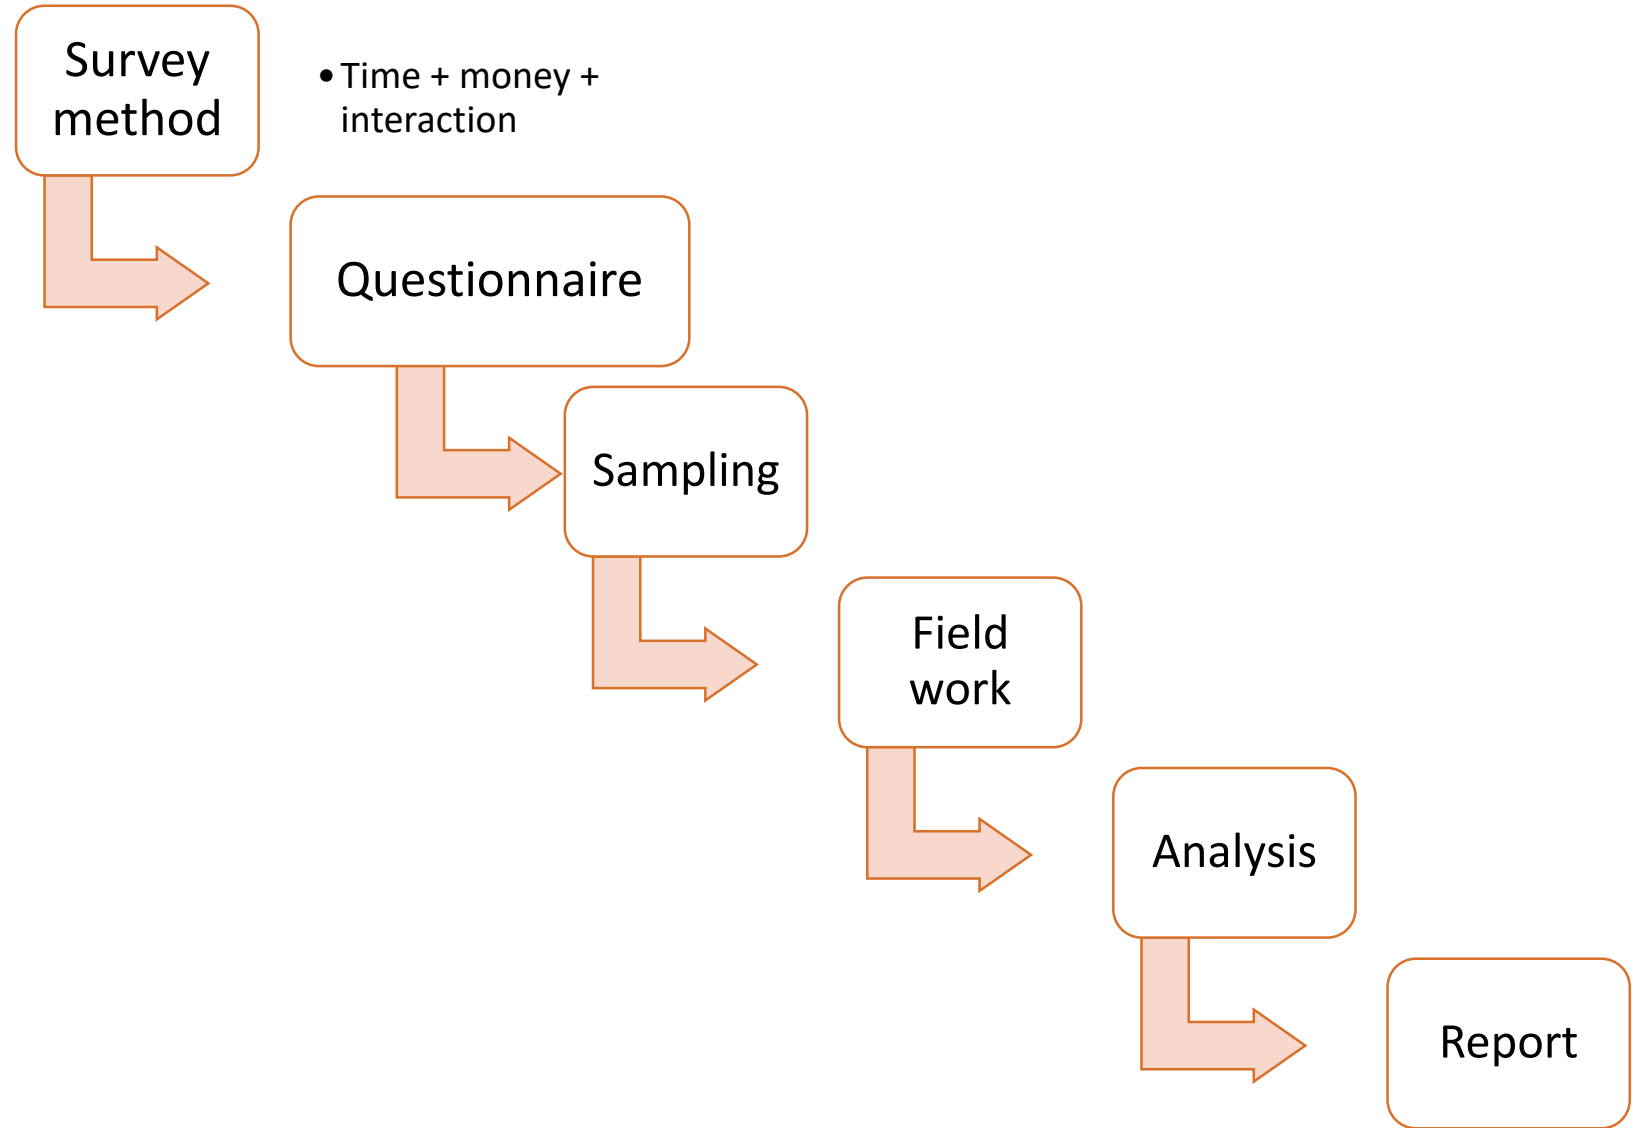 Survey
method
• Time + money +
interaction
Questionnaire
Sampling
Field
work
Analysis
Report